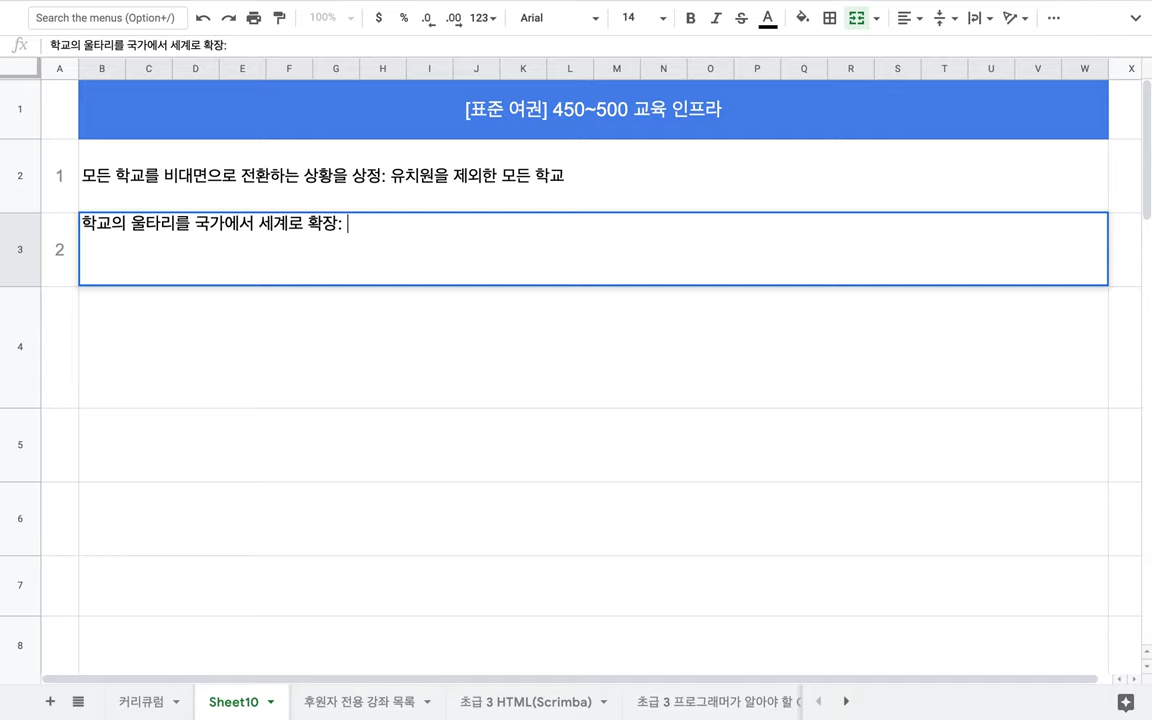 Search the menus (Option+/) 100% $ % .0 .00 123 Arial 14 B I S A
fx 학교의 울타리를 국가에서 세계로 확장:
A B C D E F G H I J K L M N O P Q R S T U V W X
1 [표준 여권] 450~500 교육 인프라
2 1 모든 학교를 비대면으로 전환하는 상황을 상정: 유치원을 제외한 모든 학교
3 2 학교의 울타리를 국가에서 세계로 확장:
4
5
6
7
8
커리큘럼 Sheet10 후원자 전용 강좌 목록 초급 3 HTML(Scrimba) 초급 3 프로그래머가 알아야 할